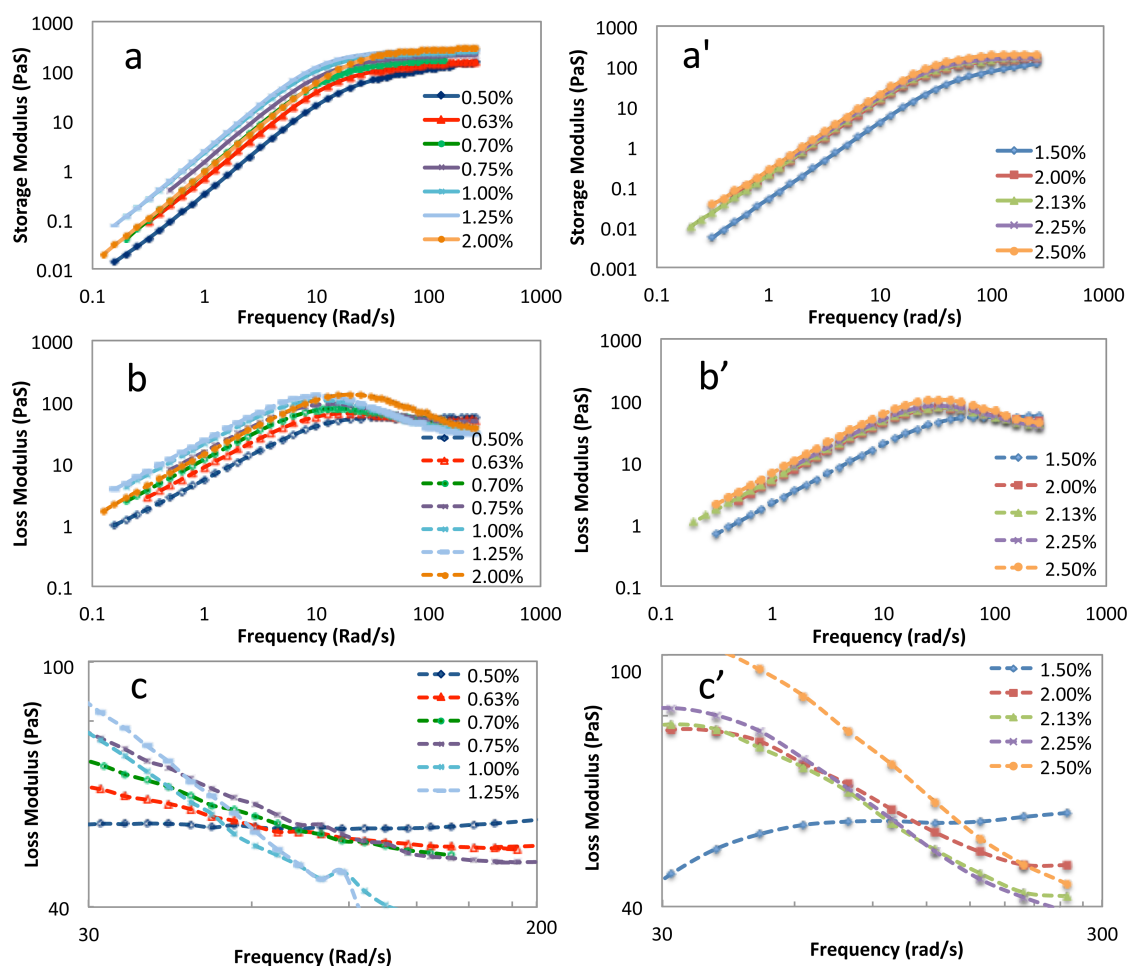 a
Storage Modulus (PaS)
1000
100
10
1
0.1
0.01
0.1 1 10 100 1000
Frequency (Rad/s)
0.50%
0.63%
0.70%
0.75%
1.00%
1.25%
2.00%
a'
Storage Modulus (PaS)
1000
100
10
1
0.1
0.01
0.001
0.1 1 10 100 1000
Frequency (rad/s)
1.50%
2.00%
2.13%
2.25%
2.50%
b
Loss Modulus (PaS)
1000
100
10
1
0.1
0.1 1 10 100 1000
Frequency (Rad/s)
0.50%
0.63%
0.70%
0.75%
1.00%
1.25%
2.00%
b’
Loss Modulus (PaS)
1000
100
10
1
0.1
0.1 1 10 100 1000
Frequency (rad/s)
1.50%
2.00%
2.13%
2.25%
2.50%
c
Loss Modulus (PaS)
100
40
30 200
Frequency (Rad/s)
0.50%
0.63%
0.70%
0.75%
1.00%
1.25%
c’
Loss Modulus (PaS)
100
40
30 300
Frequency (rad/s)
1.50%
2.00%
2.13%
2.25%
2.50%